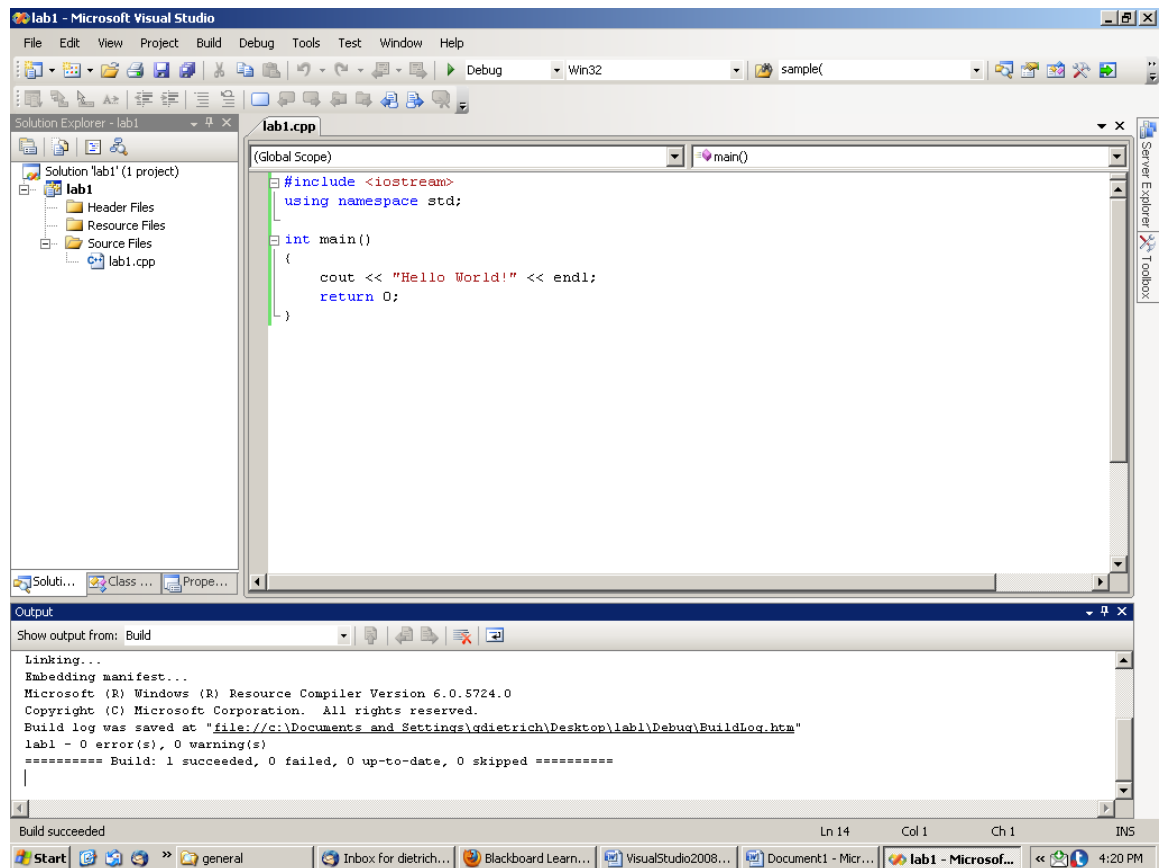 lab1 - Microsoft Visual Studio
File Edit View Project Build Debug Tools Test Window Help
Debug Win32 sample(
Solution Explorer - lab1
Solution 'lab1' (1 project)
lab1
Header Files
Resource Files
Source Files
lab1.cpp
Soluti... Class ... Prope...
lab1.cpp
(Global Scope) main()
#include <iostream>
using namespace std;
int main()
{
cout << "Hello World!" << endl;
return 0;
}
Server Explorer
Toolbox
Output
Show output from: Build
Linking...
Embedding manifest...
Microsoft (R) Windows (R) Resource Compiler Version 6.0.5724.0
Copyright (C) Microsoft Corporation. All rights reserved.
Build log was saved at "file://c:\Documents and Settings\gdietrich\Desktop\lab1\Debug\BuildLog.htm"
lab1 - 0 error(s), 0 warning(s)
========== Build: 1 succeeded, 0 failed, 0 up-to-date, 0 skipped ==========
Build succeeded Ln 14 Col 1 Ch 1 INS
Start » general Inbox for dietrich... Blackboard Learn... VisualStudio2008... Document1 - Micr... lab1 - Microsof... « 4:20 PM